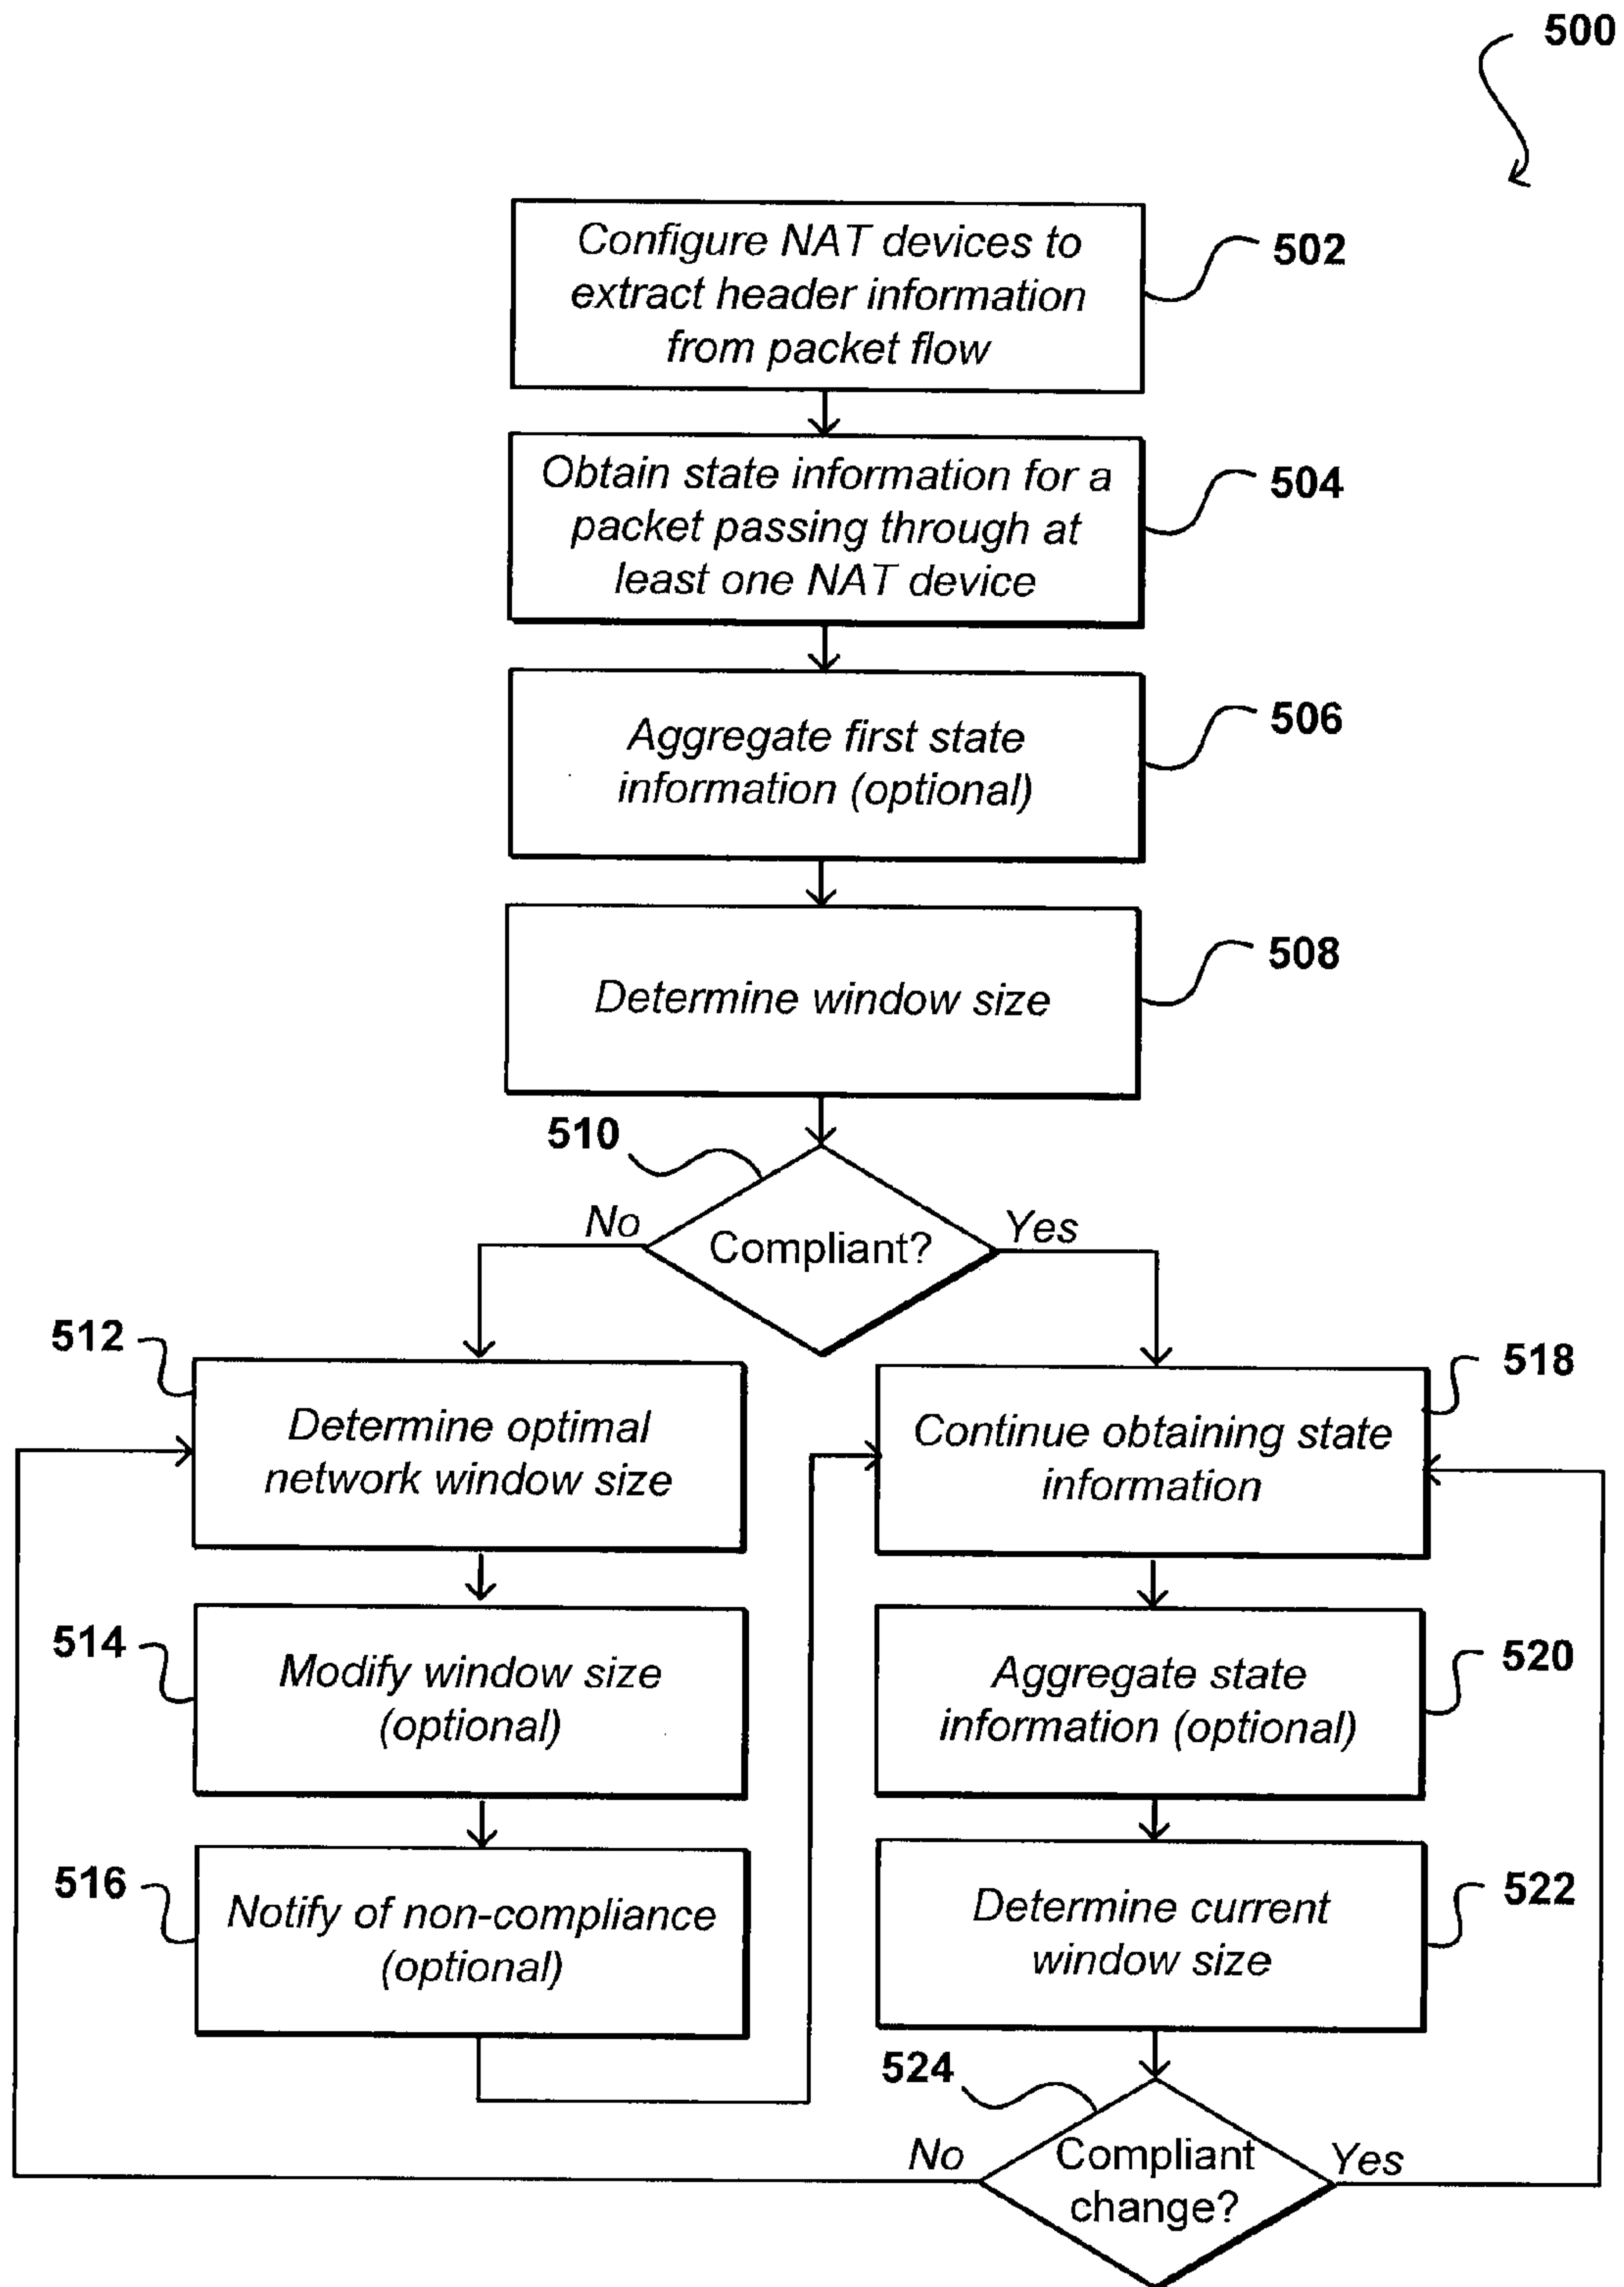 500
Configure NAT devices to
extract header information
from packet flow
502
Obtain state information for a
packet passing through at
least one NAT device
504
Aggregate first state
information (optional)
506
Determine window size
508
510
No
Compliant?
Yes
512
Determine optimal
network window size
518
Continue obtaining state
information
514
Modify window size
(optional)
520
Aggregate state
information (optional)
516
Notify of non-compliance
(optional)
522
Determine current
window size
524
No
Compliant
change?
Yes